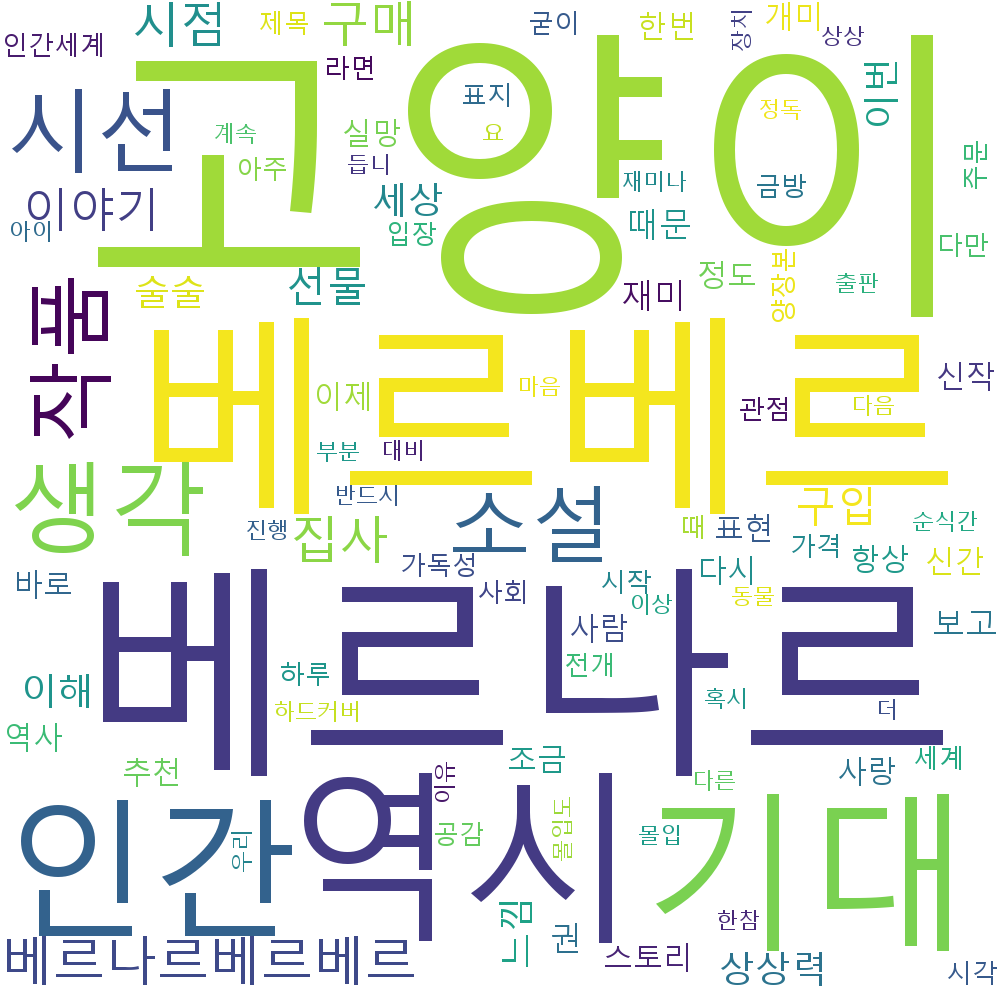 인간세계
시점
제목
구매
굳이
한번
장치
개미
상상
고양이
라면
표지
이번
시선
계속
실망
요
정독
아주
듭니
주문
이야기
세상
재미나
금방
아이
입장
때문
다만
작품
술술
선물
재미
정도
양장본
출판
베르베르
이제
마음
관점
다음
신작
부분
대비
생각
반드시
소설
구입
진행
집사
때
표현
순식간
가독성
가격
항상
신간
바로
사회
시작
다시
이상
동물
베르나르
사람
보고
이해
하루
전개
혹시
더
하드커버
역사
추천
조금
사랑
세계
이유
다른
인간
역시
기대
우리
공감
몰입도
몰입
느낌
권
한참
베르나르베르베르
스토리
상상력
시각